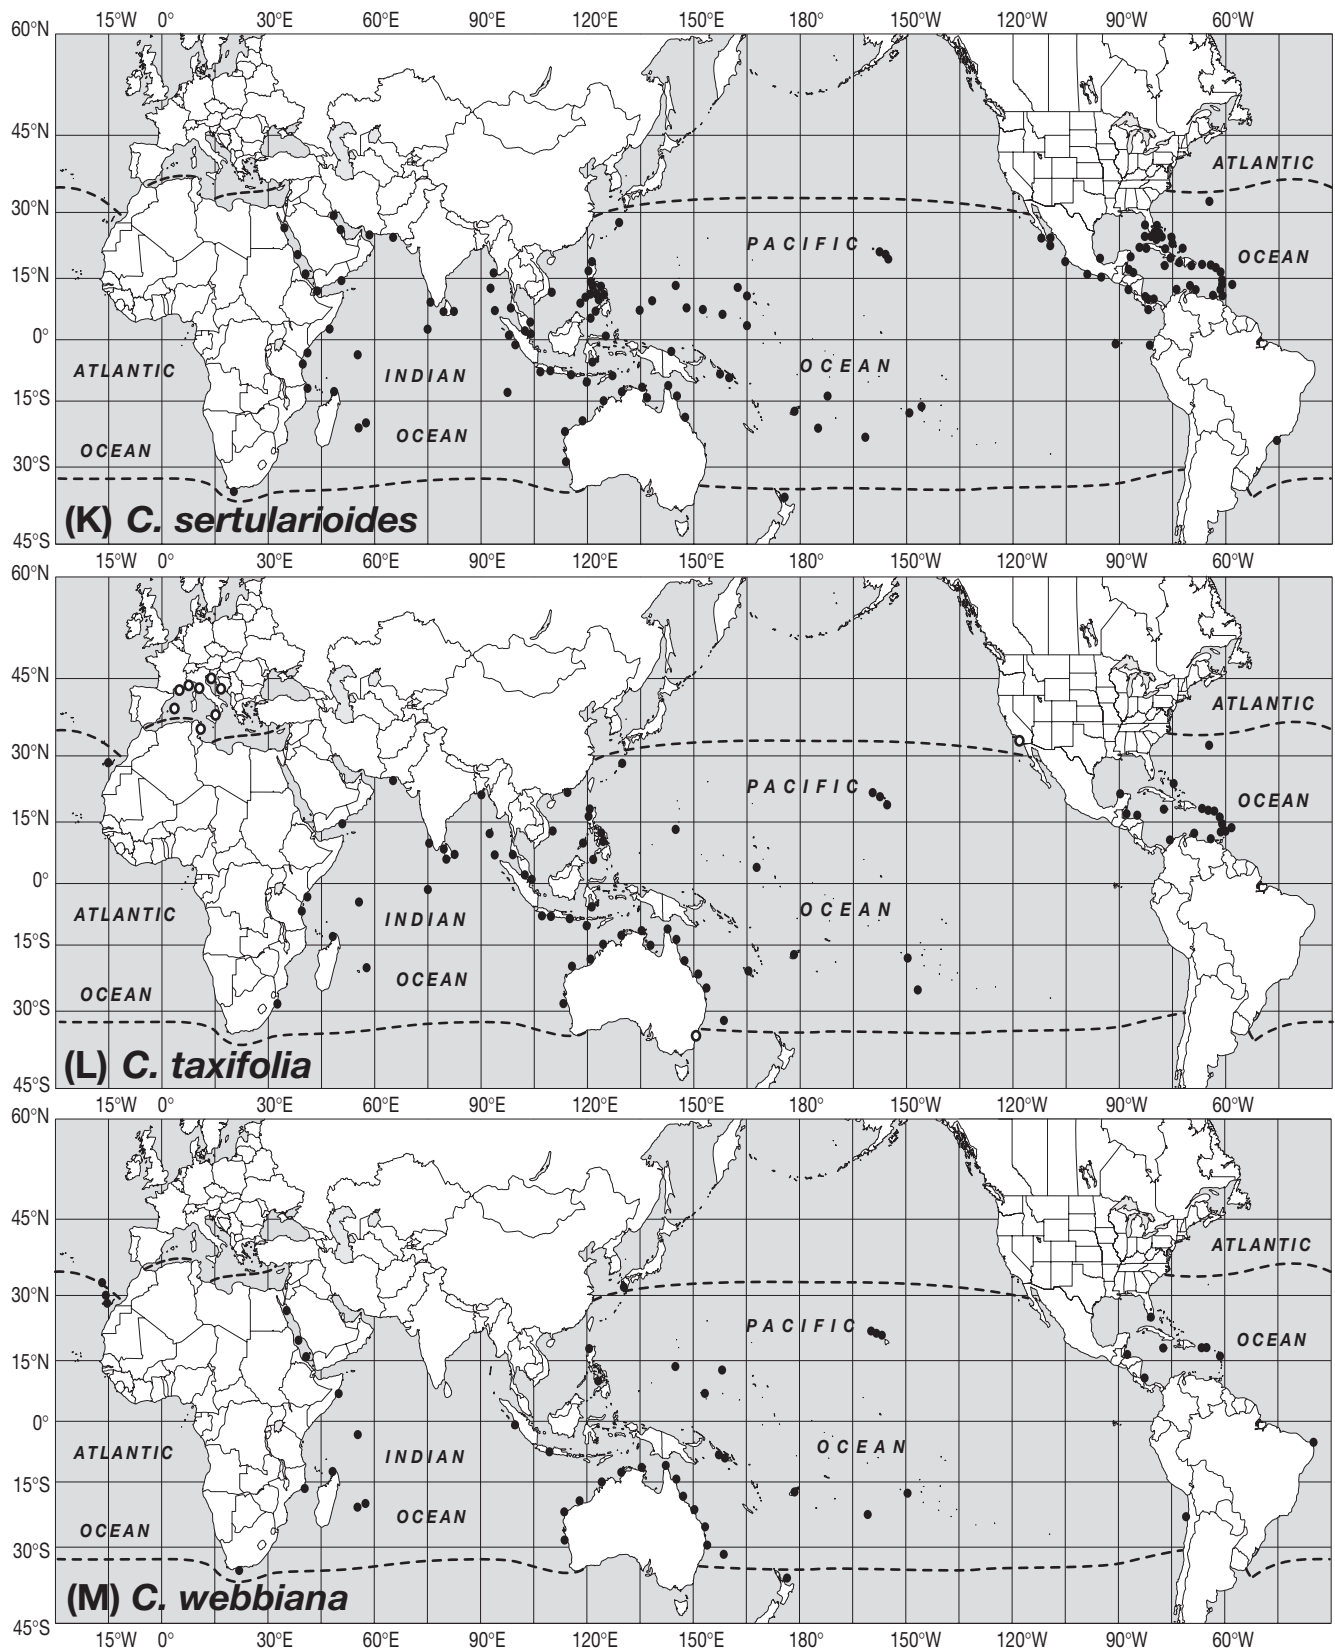 15°W 0° 30°E 60°E 90°E 120°E 150°E 180° 150°W 120°W 90°W 60°W
60°N
45°N
ATLANTIC
30°N
PACIFIC
OCEAN
15°N
0°
ATLANTIC INDIAN OCEAN
15°S
OCEAN
OCEAN
30°S
(K) C. sertularioides
45°S
15°W 0° 30°E 60°E 90°E 120°E 150°E 180° 150°W 120°W 90°W 60°W
60°N
45°N
ATLANTIC
30°N
PACIFIC
OCEAN
15°N
0°
ATLANTIC INDIAN OCEAN
15°S
OCEAN
OCEAN
30°S
(L) C. taxifolia
45°S
15°W 0° 30°E 60°E 90°E 120°E 150°E 180° 150°W 120°W 90°W 60°W
60°N
45°N
ATLANTIC
30°N
PACIFIC
OCEAN
15°N
0°
ATLANTIC INDIAN OCEAN
15°S
OCEAN
OCEAN
30°S
(M) C. webbiana
45°S
15°W 0° 30°E 60°E 90°E 120°E 150°E 180° 150°W 120°W 90°W 60°W